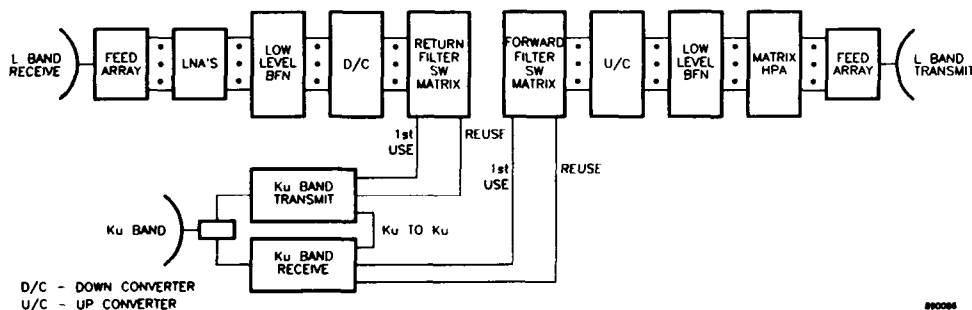 L BAND
RECEIVE
FEED
ARRAY
LNA'S
LOW
LEVEL
BFN
D/C
RETURN
FILTER
SW
MATRIX
FORWARD
FILTER
SW
MATRIX
U/C
LOW
LEVEL
BFN
MATRIX
HPA
FEED
ARRAY
L BAND
TRANSMIT
1st
USE
REUSE
1st
USE
REUSE
Ku BAND
TRANSMIT
Ku BAND
Ku TO Ku
Ku BAND
RECEIVE
D/C - DOWN CONVERTER
U/C - UP CONVERTER